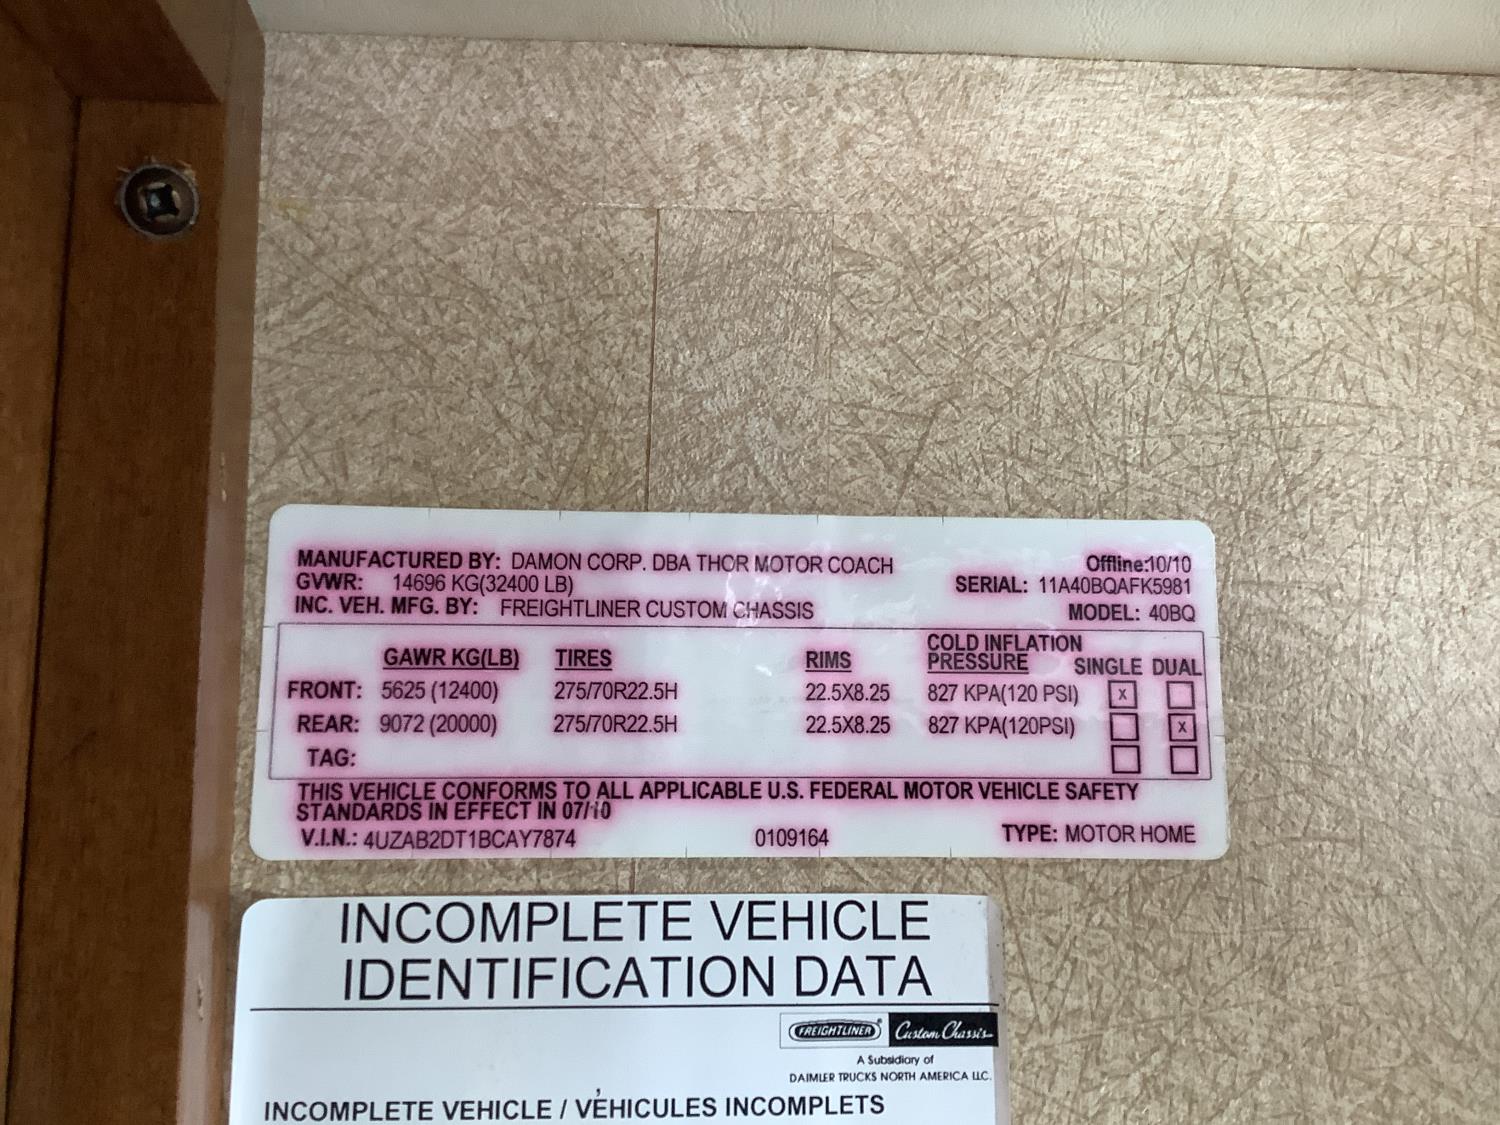 MANUFACTURED BY: DAMON CORP. DBA THOR MOTOR COACH Offline:10/10
GVWR: 14696 KG(32400 LB) SERIAL: 11A40BQAFK5981
INC. VEH. MFG. BY: FREIGHTLINER CUSTOM CHASSIS MODEL: 40BQ
GAWR KG(LB) TIRES RIMS COLD INFLATION PRESSURE SINGLE DUAL
FRONT: 5625 (12400) 275/70R22.5H 22.5X8.25 827 KPA(120 PSI) x
REAR: 9072 (20000) 275/70R22.5H 22.5X8.25 827 KPA(120PSI) x
TAG:
THIS VEHICLE CONFORMS TO ALL APPLICABLE U.S. FEDERAL MOTOR VEHICLE SAFETY
STANDARDS IN EFFECT IN 07/10
V.I.N.: 4UZAB2DT1BCAY7874 0109164 TYPE: MOTOR HOME
INCOMPLETE VEHICLE
IDENTIFICATION DATA
FREIGHTLINER Custom Chassis
A Subsidiary of
DAIMLER TRUCKS NORTH AMERICA LLC.
INCOMPLETE VEHICLE / VÉHICULES INCOMPLETS